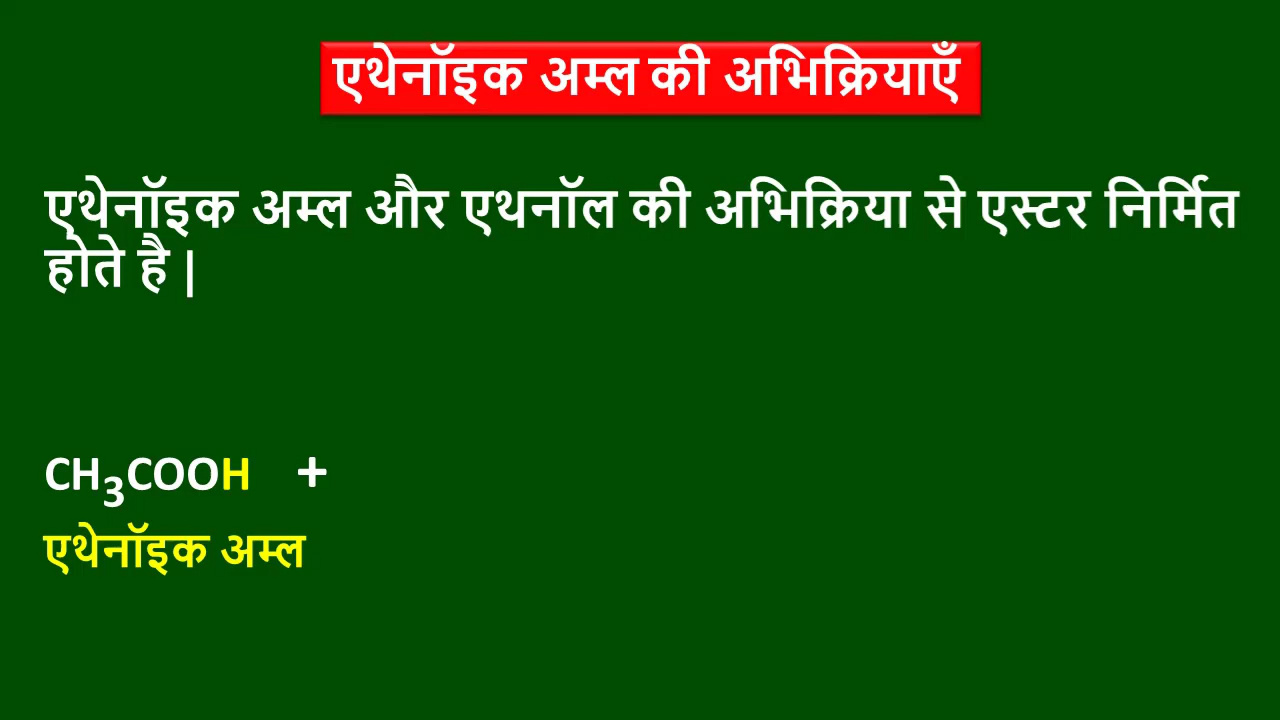 एथेनॉइक अम्ल की अभिक्रियाएँ
एथेनॉइक अम्ल और एथनॉल की अभिक्रिया से एस्टर निर्मित
होते है |
CH₃COOH +
एथेनॉइक अम्ल